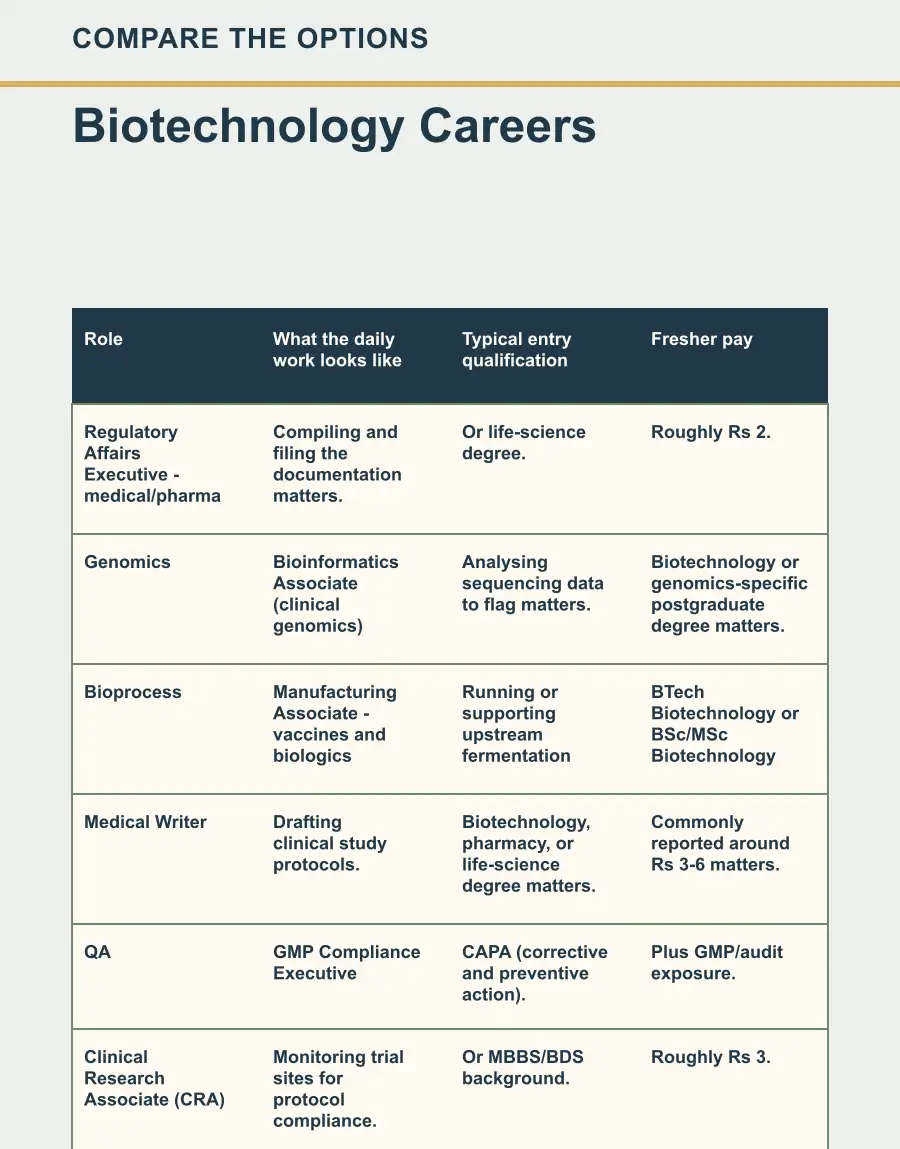 COMPARE THE OPTIONS
Biotechnology Careers
Role
What the daily
work looks like
Typical entry
qualification
Fresher pay
Regulatory
Affairs
Executive -
medical/pharma
Compiling and
filing the
documentation
matters.
Or life-science
degree.
Roughly Rs 2.
Genomics
Bioinformatics
Associate
(clinical
genomics)
Analysing
sequencing data
to flag matters.
Biotechnology or
genomics-specific
postgraduate
degree matters.
Bioprocess
Manufacturing
Associate -
vaccines and
biologics
Running or
supporting
upstream
fermentation
BTech
Biotechnology or
BSc/MSc
Biotechnology
Medical Writer
Drafting
clinical study
protocols.
Biotechnology,
pharmacy, or
life-science
degree matters.
Commonly
reported around
Rs 3-6 matters.
QA
GMP Compliance
Executive
CAPA (corrective
and preventive
action).
Plus GMP/audit
exposure.
Clinical
Research
Associate (CRA)
Monitoring trial
sites for
protocol
compliance.
Or MBBS/BDS
background.
Roughly Rs 3.